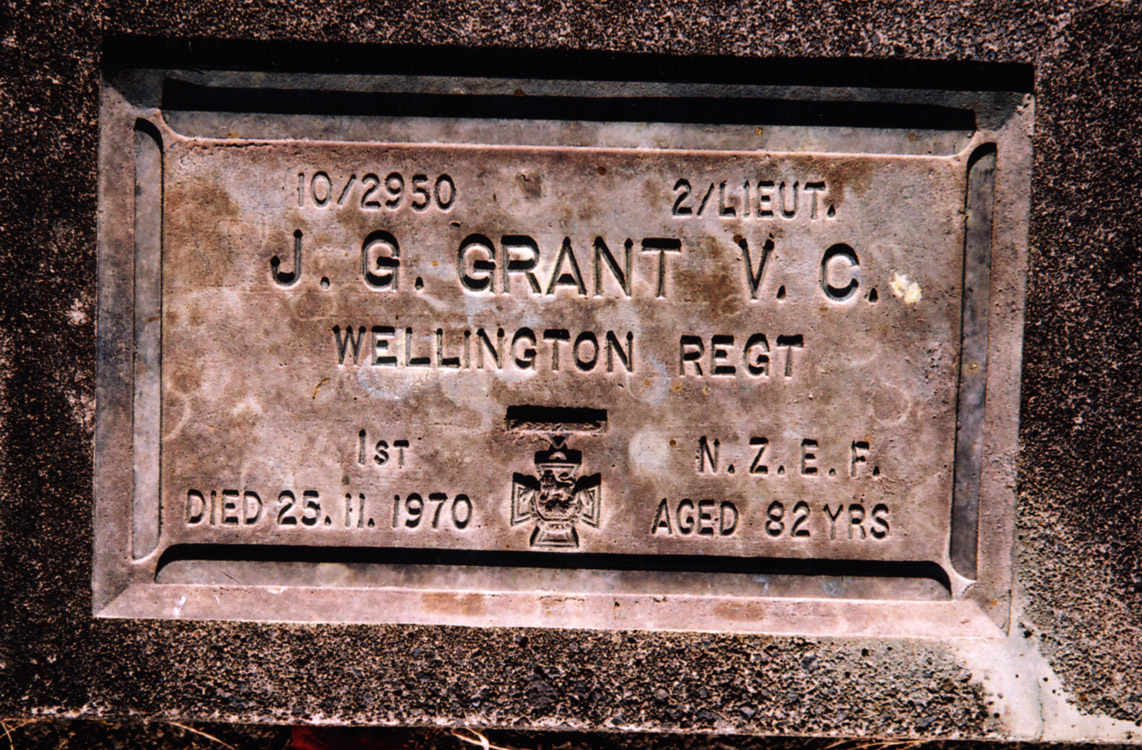 10/2950 2/LIEUT.
J. G. GRANT V. C.
WELLINGTON REGT
1ST N. Z. E. F.
DIED 25. 11. 1970 AGED 82 YRS